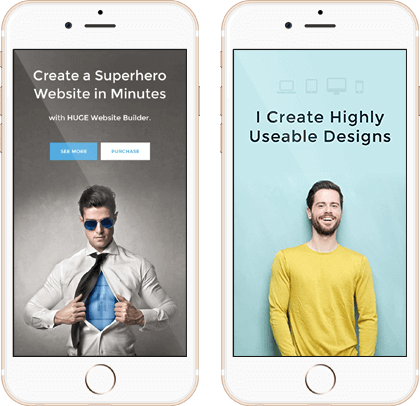 Create a Superhero
Website in Minutes
with HUGE Website Builder.
SEE MORE
PURCHASE
I Create Highly
Useable Designs